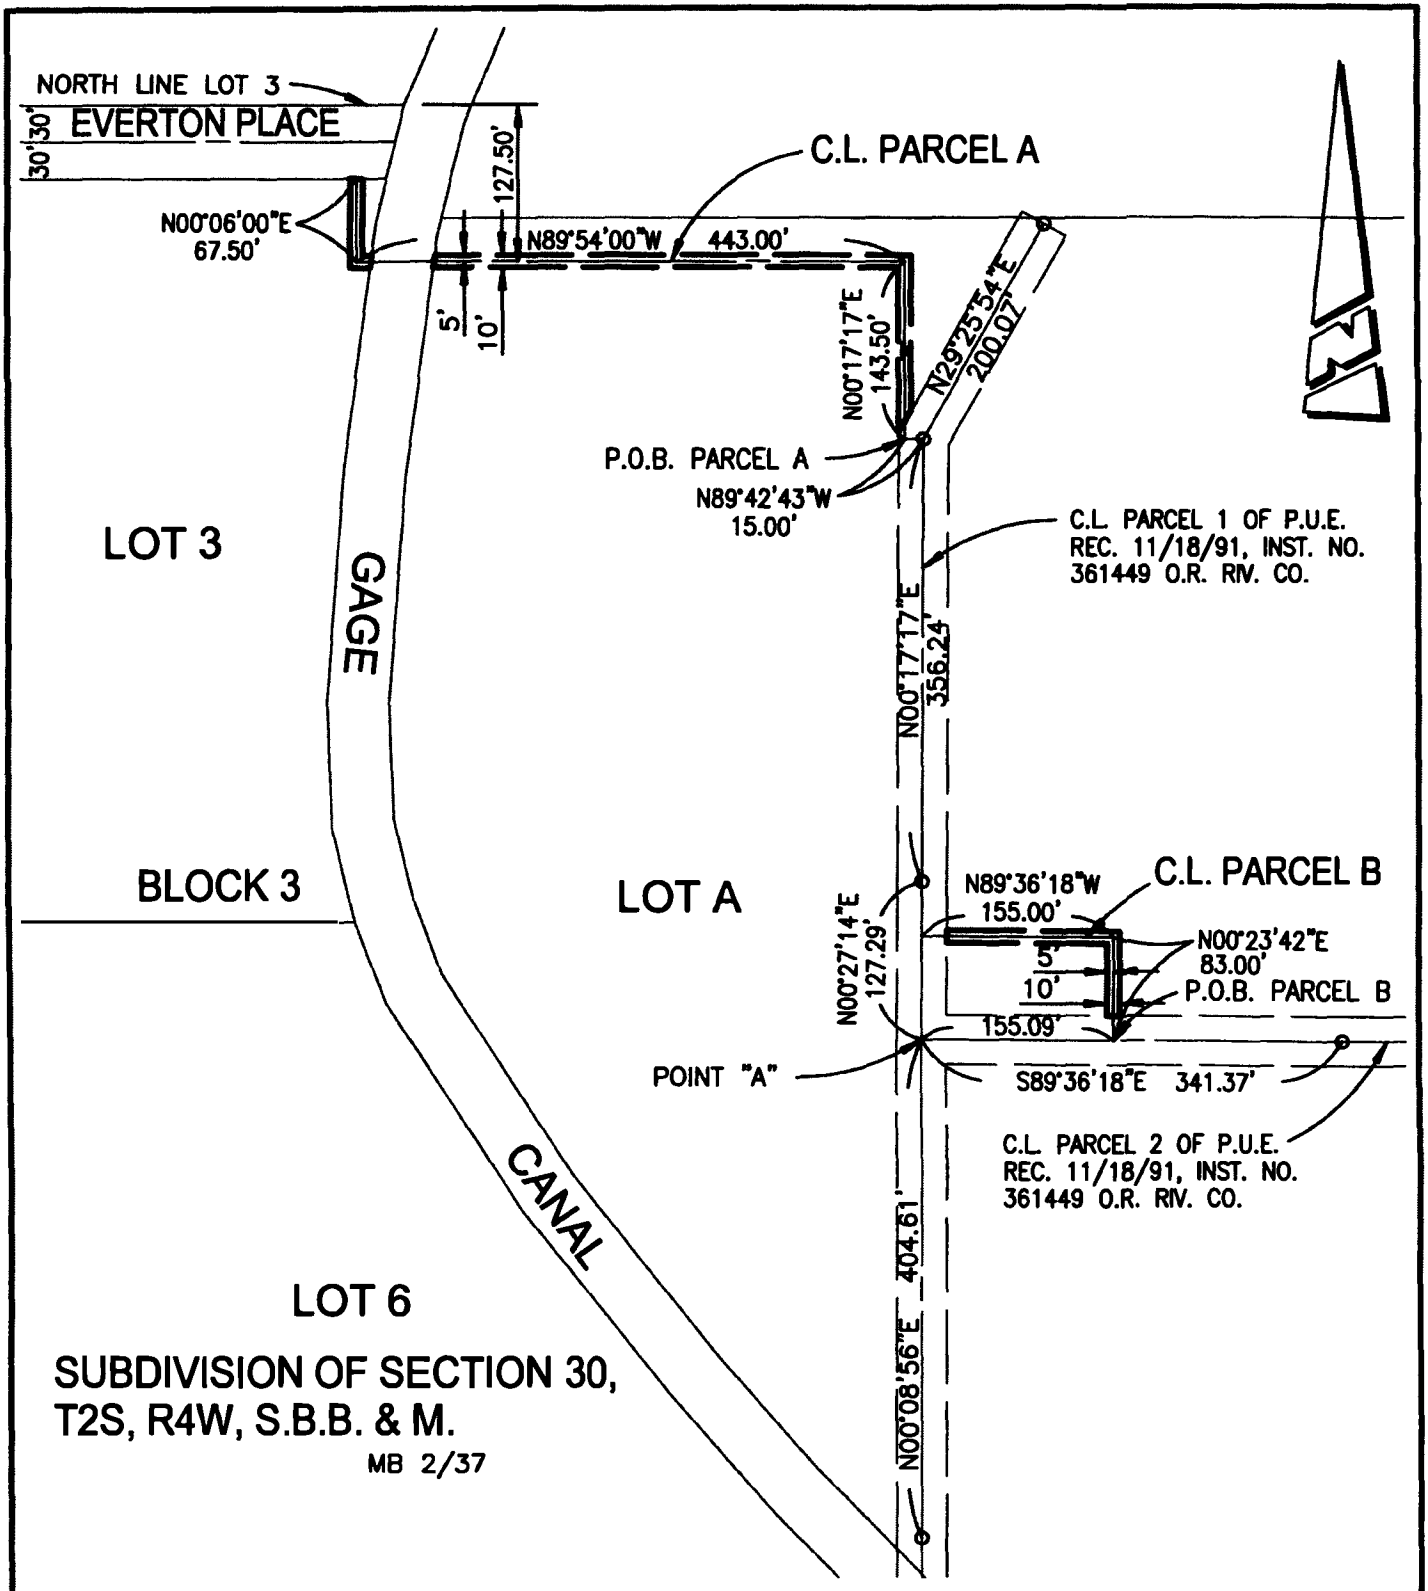 NORTH LINE LOT 3
30'
EVERTON PLACE
30'
127.50'
C.L. PARCEL A
N00°06'00"E
67.50'
N89°54'00"W 443.00'
5'
10'
N00°17'17"E
143.50'
N29°25'54"E
200.07'
P.O.B. PARCEL A
N89°42'43"W
15.00'
C.L. PARCEL 1 OF P.U.E.
REC. 11/18/91, INST. NO.
361449 O.R. RIV. CO.
LOT 3
GAGE
N00°17'17"E
356.24'
BLOCK 3
LOT A
N89°36'18"W
155.00'
C.L. PARCEL B
N00°27'14"E
127.29'
N00°23'42"E
83.00'
5'
10'
P.O.B. PARCEL B
155.09'
POINT "A"
S89°36'18"E 341.37'
C.L. PARCEL 2 OF P.U.E.
REC. 11/18/91, INST. NO.
361449 O.R. RIV. CO.
CANAL
N00°08'56"E 404.61'
LOT 6
SUBDIVISION OF SECTION 30,
T2S, R4W, S.B.B. & M.
MB 2/37
N